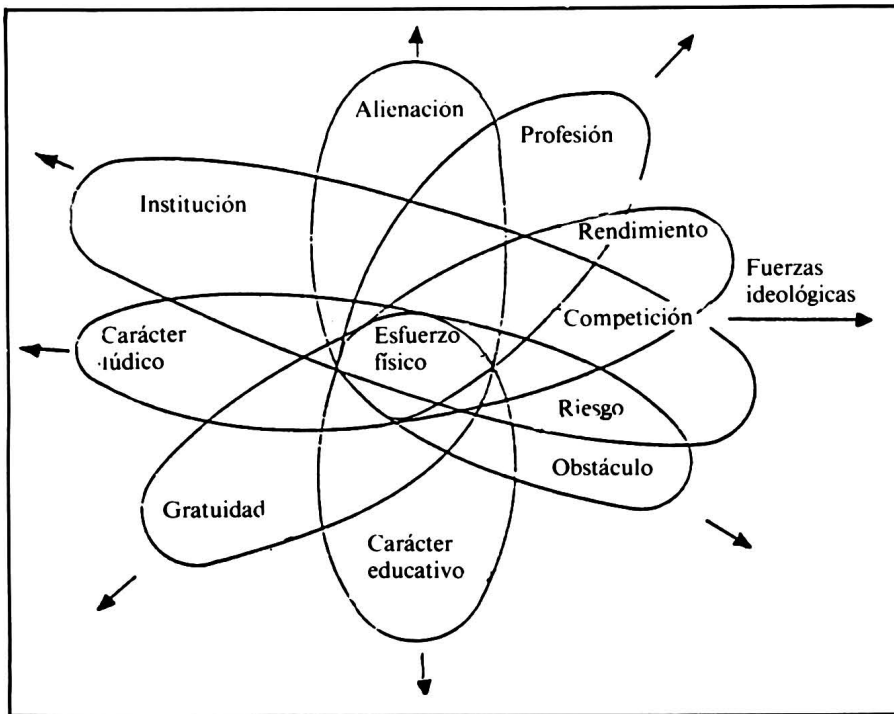 Alienación
Profesión
Institución
Rendimiento
Fuerzas
ideológicas
Competición
Carácter
lúdico
Esfuerzo
físico
Riesgo
Obstáculo
Gratuidad
Carácter
educativo